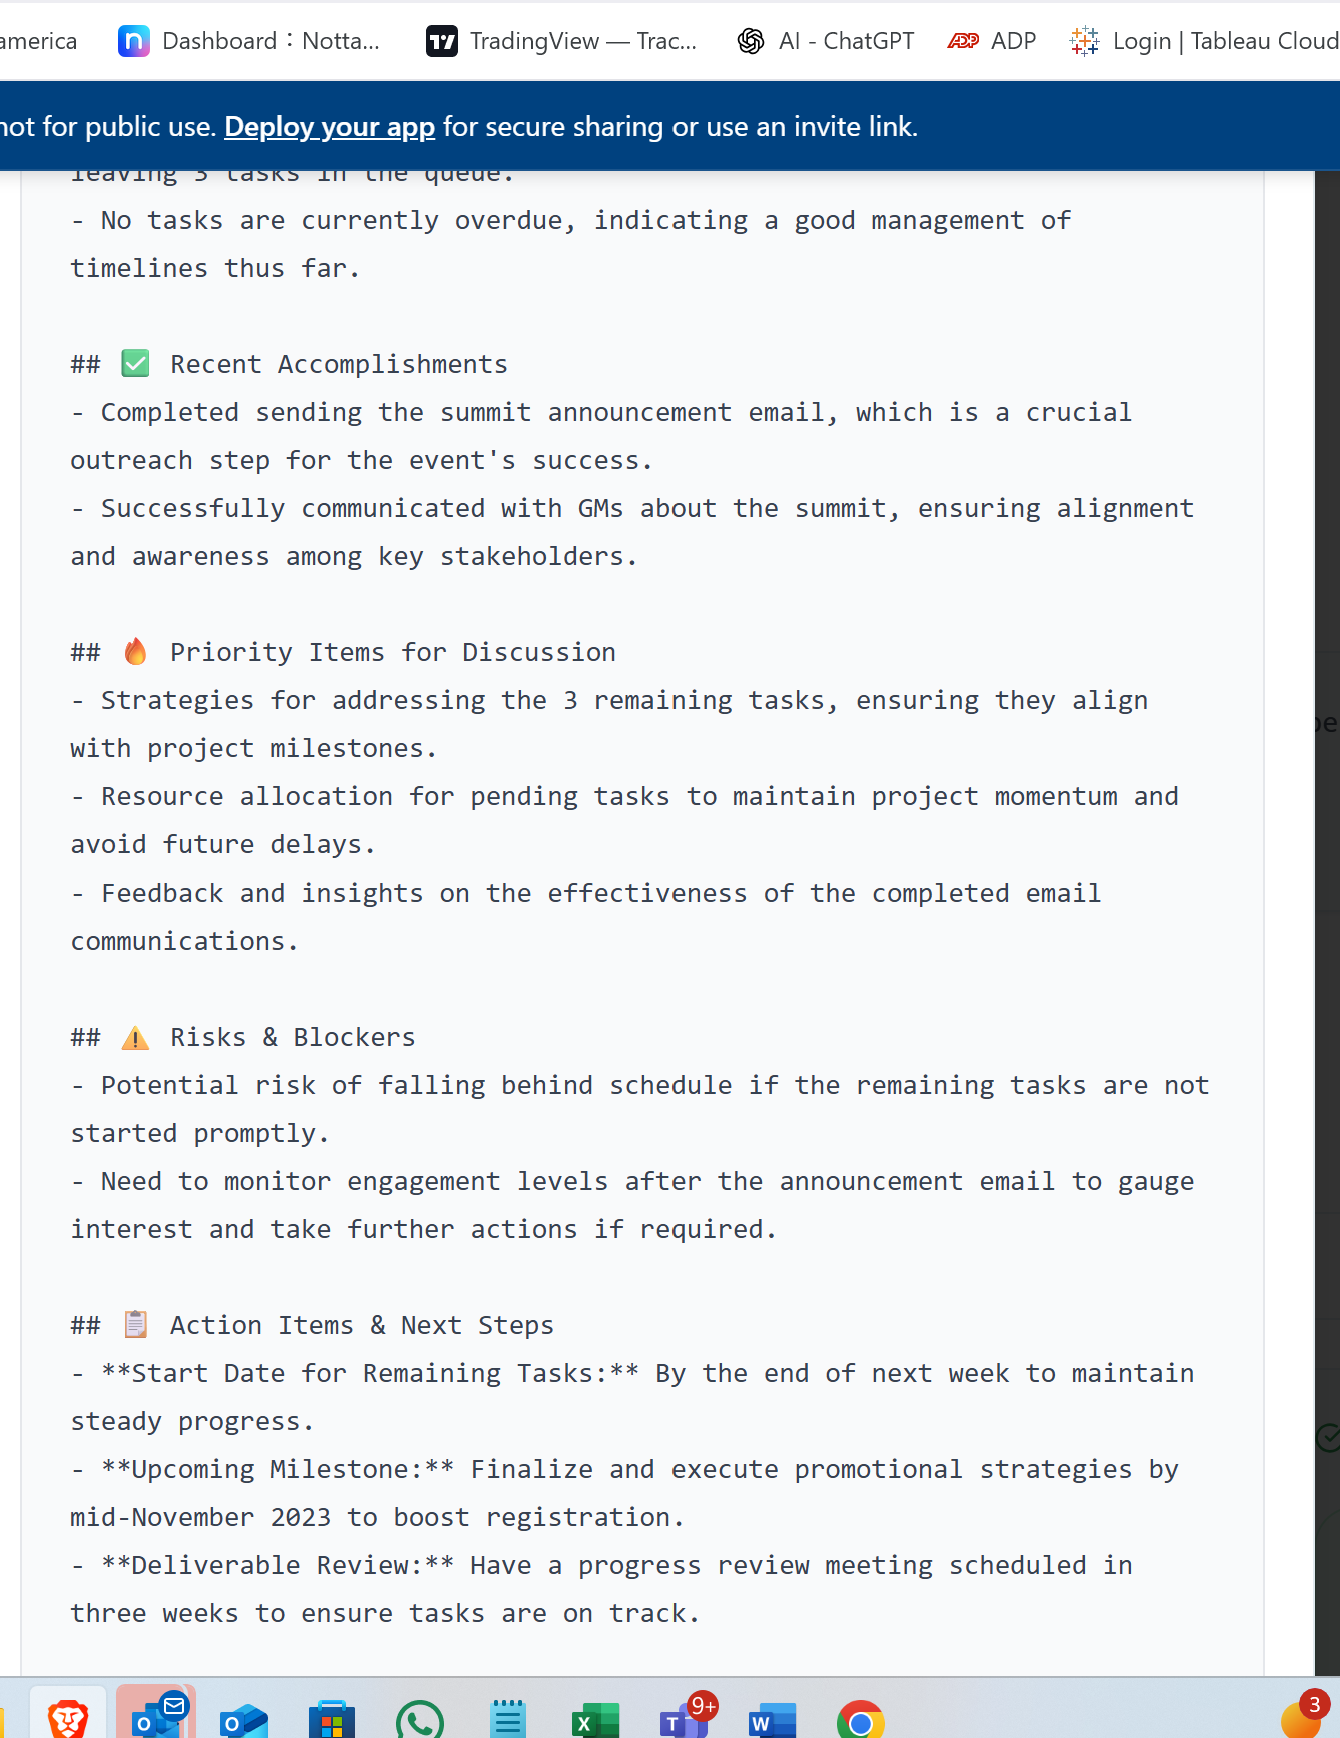 america
Dashboard : Notta...
TradingView — Trac...
AI - ChatGPT
ADP
Login | Tableau Cloud
not for public use. Deploy your app for secure sharing or use an invite link.
leaving 3 tasks in the queue.
- No tasks are currently overdue, indicating a good management of
timelines thus far.
## ✅ Recent Accomplishments
- Completed sending the summit announcement email, which is a crucial
outreach step for the event's success.
- Successfully communicated with GMs about the summit, ensuring alignment
and awareness among key stakeholders.
## 🔥 Priority Items for Discussion
- Strategies for addressing the 3 remaining tasks, ensuring they align
with project milestones.
- Resource allocation for pending tasks to maintain project momentum and
avoid future delays.
- Feedback and insights on the effectiveness of the completed email
communications.
## ⚠️ Risks & Blockers
- Potential risk of falling behind schedule if the remaining tasks are not
started promptly.
- Need to monitor engagement levels after the announcement email to gauge
interest and take further actions if required.
## 📋 Action Items & Next Steps
- **Start Date for Remaining Tasks:** By the end of next week to maintain
steady progress.
- **Upcoming Milestone:** Finalize and execute promotional strategies by
mid-November 2023 to boost registration.
- **Deliverable Review:** Have a progress review meeting scheduled in
three weeks to ensure tasks are on track.
9+
3